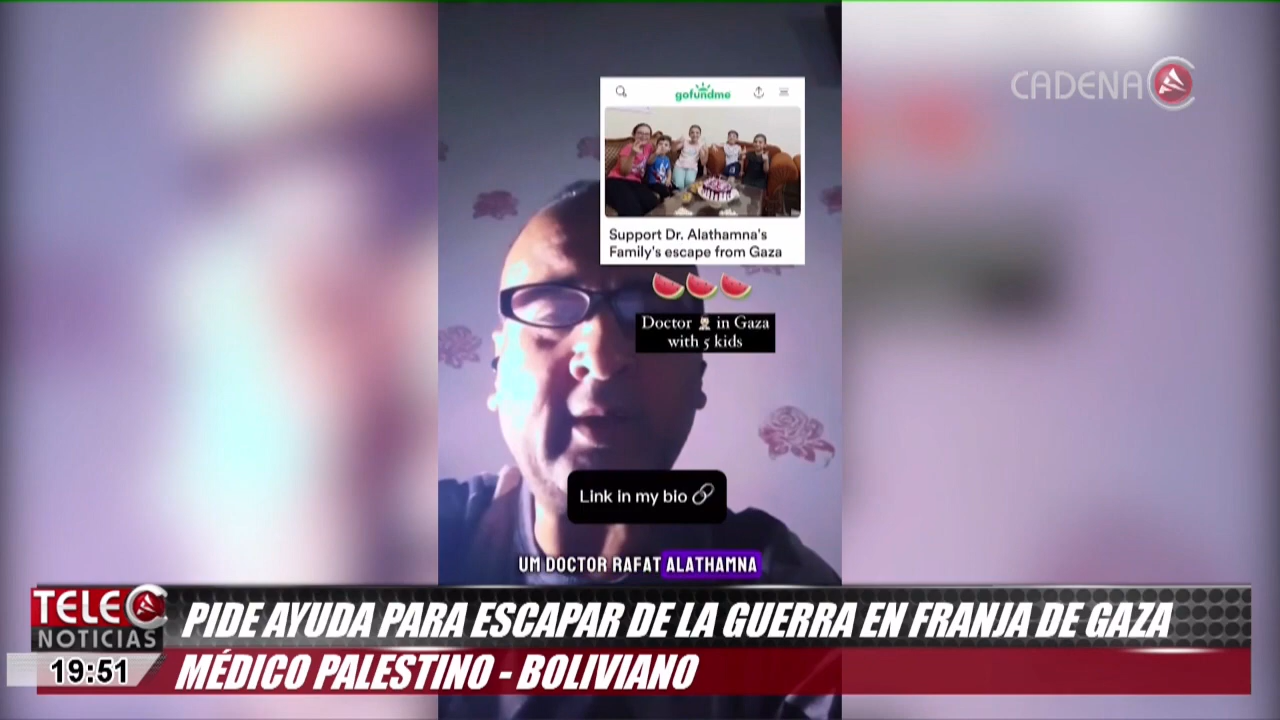 CADENA
gofundme
Support Dr. Alathamna's
Family's escape from Gaza
Doctor in Gaza
with 5 kids
Link in my bio
UM DOCTOR RAFAT ALATHAMNA
TELE
NOTICIAS
19:51
PIDE AYUDA PARA ESCAPAR DE LA GUERRA EN FRANJA DE GAZA
MÉDICO PALESTINO - BOLIVIANO